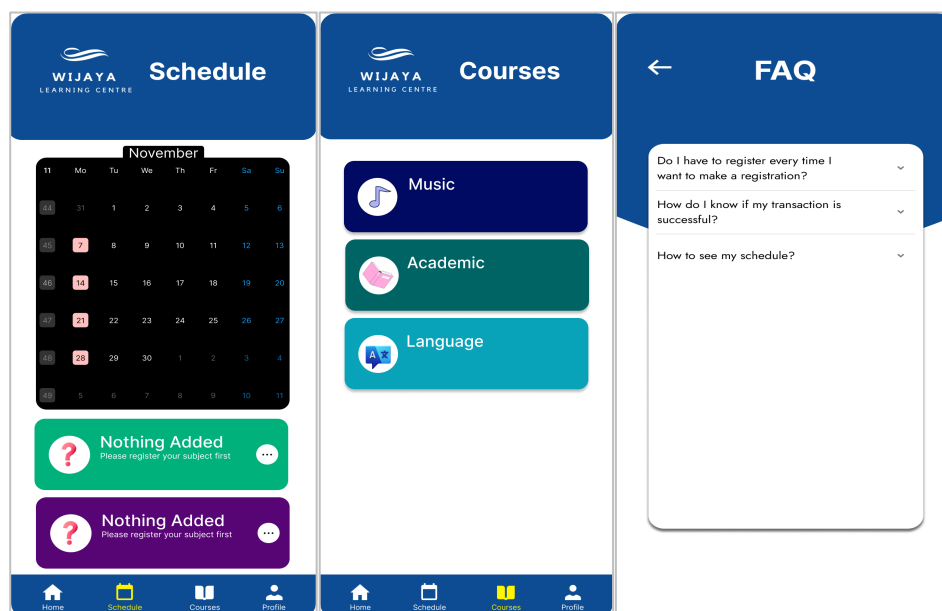 WIJAYA
LEARNING CENTRE
Schedule
November
11 Mo Tu We Th Fr Sa Su
44 31 1 2 3 4 5 6
45 7 8 9 10 11 12 13
46 14 15 16 17 18 19 20
47 21 22 23 24 25 26 27
48 28 29 30 1 2 3 4
49 5 6 7 8 9 10 11
Nothing Added
Please register your subject first
Nothing Added
Please register your subject first
Home Schedule Courses Profile
WIJAYA
LEARNING CENTRE
Courses
Music
Academic
A
Language
Home Schedule Courses Profile
FAQ
Do I have to register every time I
want to make a registration?
How do I know if my transaction is
successful?
How to see my schedule?